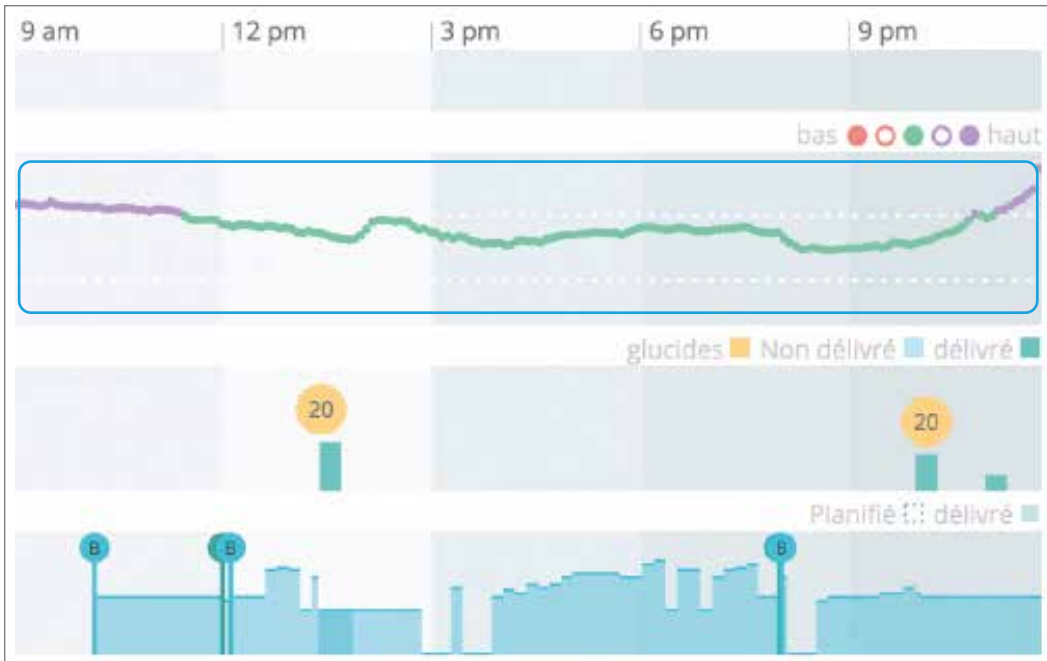 9 am 12 pm 3 pm 6 pm 9 pm
bas haut
glucides Non délivré délivré
20
20
Planifié délivré
B B B